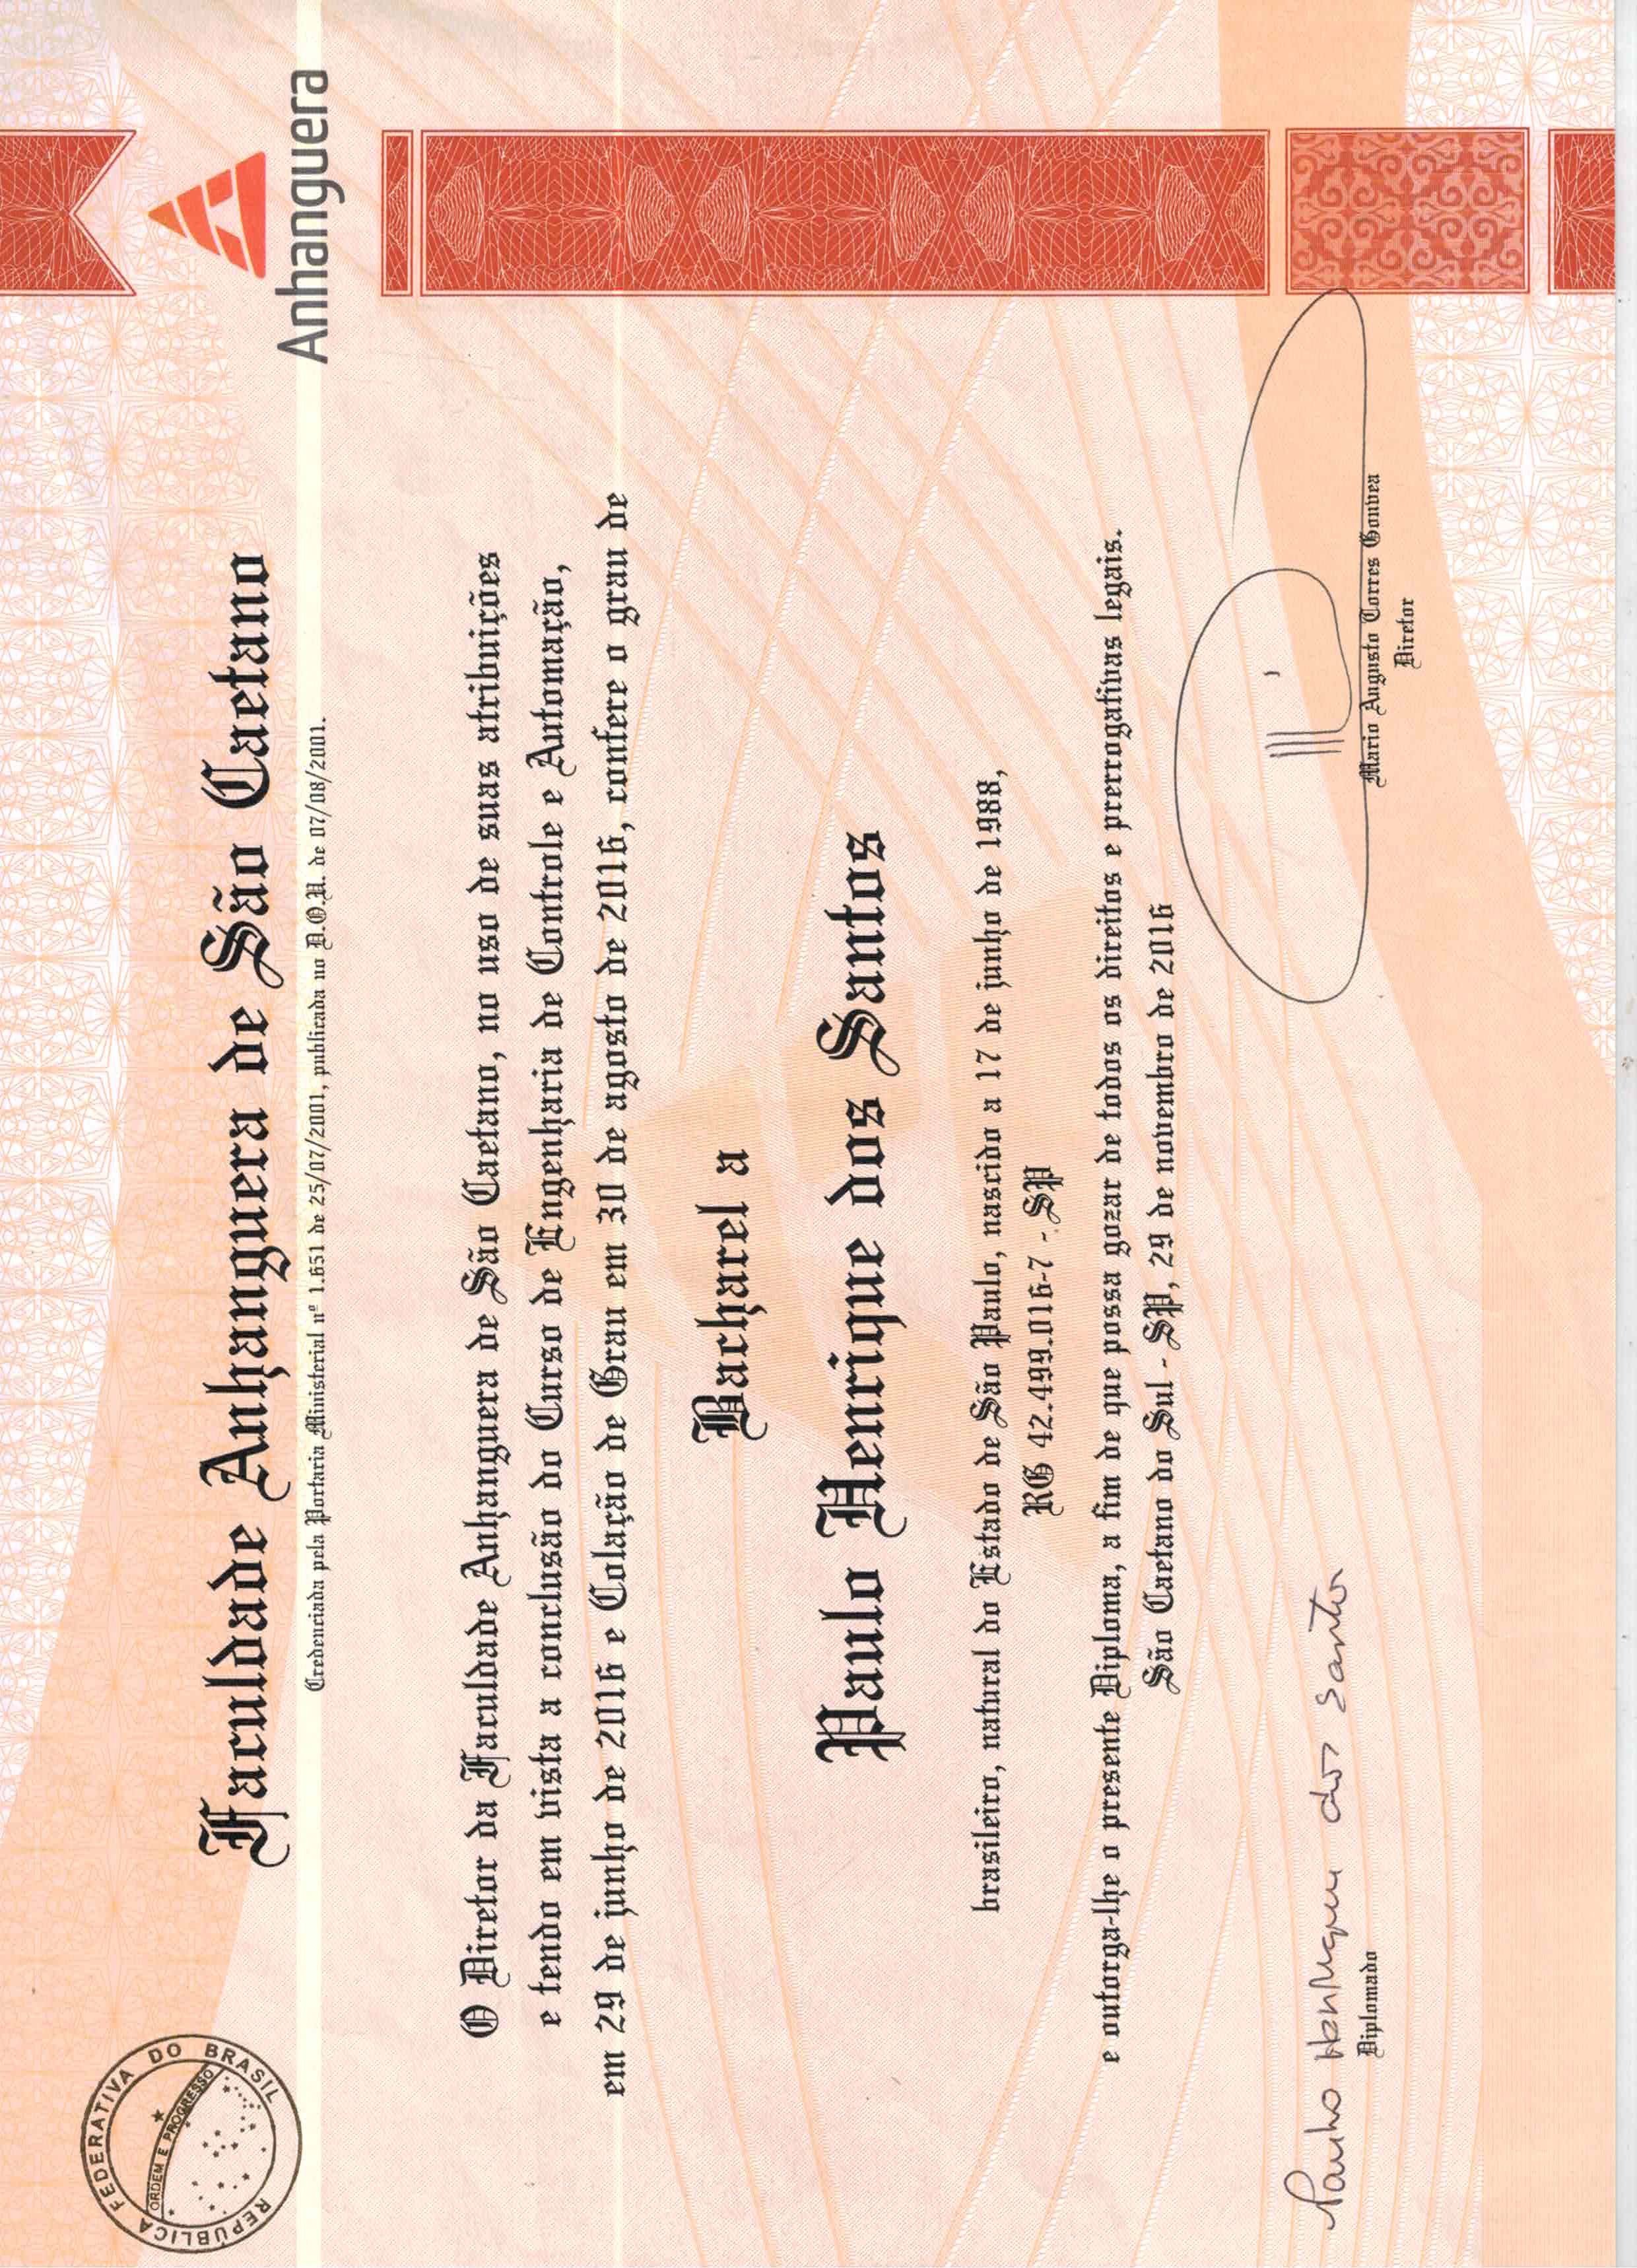 REPÚBLICA FEDERATIVA DO BRASIL
ORDEM E PROGRESSO
Faculdade Anhanguera de São Caetano
Credenciada pela Portaria Ministerial nº 1.651 de 25/07/2001, publicada no D.O.U. de 07/08/2001.
Anhanguera
O Diretor da Faculdade Anhanguera de São Caetano, no uso de suas atribuições
e tendo em vista a conclusão do Curso de Engenharia de Controle e Automação,
em 29 de junho de 2016 e Colação de Grau em 30 de agosto de 2016, confere o grau de
Bacharel a
Paulo Henrique dos Santos
brasileiro, natural do Estado de São Paulo, nascido a 17 de junho de 1988,
RG 42.499.016-7 - SP
e outorga-lhe o presente Diploma, a fim de que possa gozar de todos os direitos e prerrogativas legais.
São Caetano do Sul - SP, 29 de novembro de 2016
Paulo Henrique dos Santos
Diplomado
Mario Augusto Torres Gouvea
Diretor